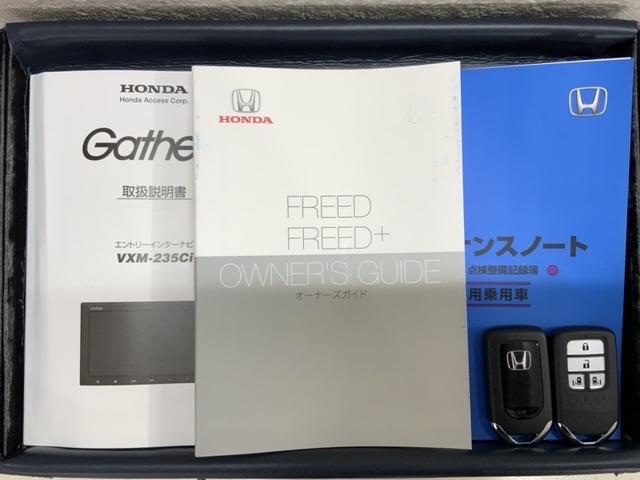 HONDA
Honda Access Corp.
Gathe
取扱説明書
エントリーインターナビ
VXM-235Ci
HONDA
FREED
FREED+
OWNER'S GUIDE
オーナーズガイド
ンスノート
点検整備記録簿
用乗用車